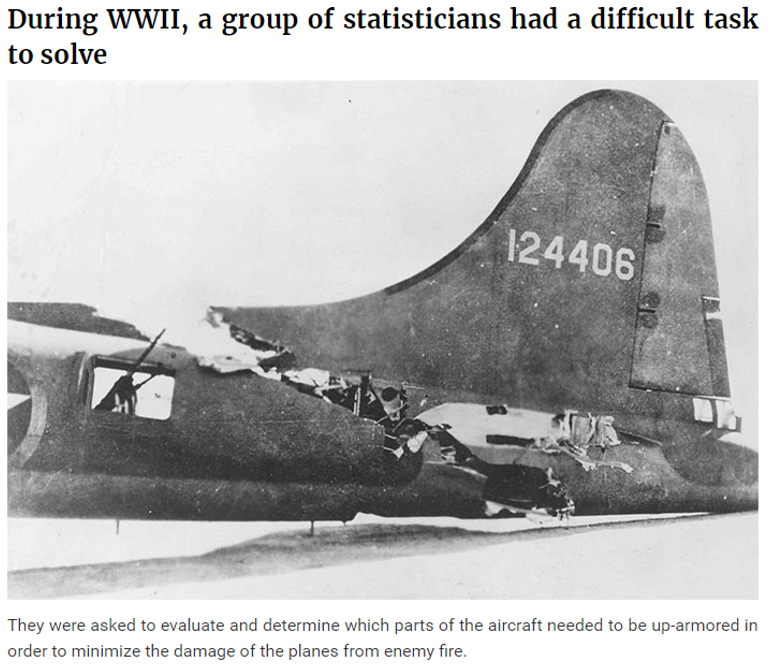 During WWII, a group of statisticians had a difficult task
to solve
124406
They were asked to evaluate and determine which parts of the aircraft needed to be up-armored in
order to minimize the damage of the planes from enemy fire.